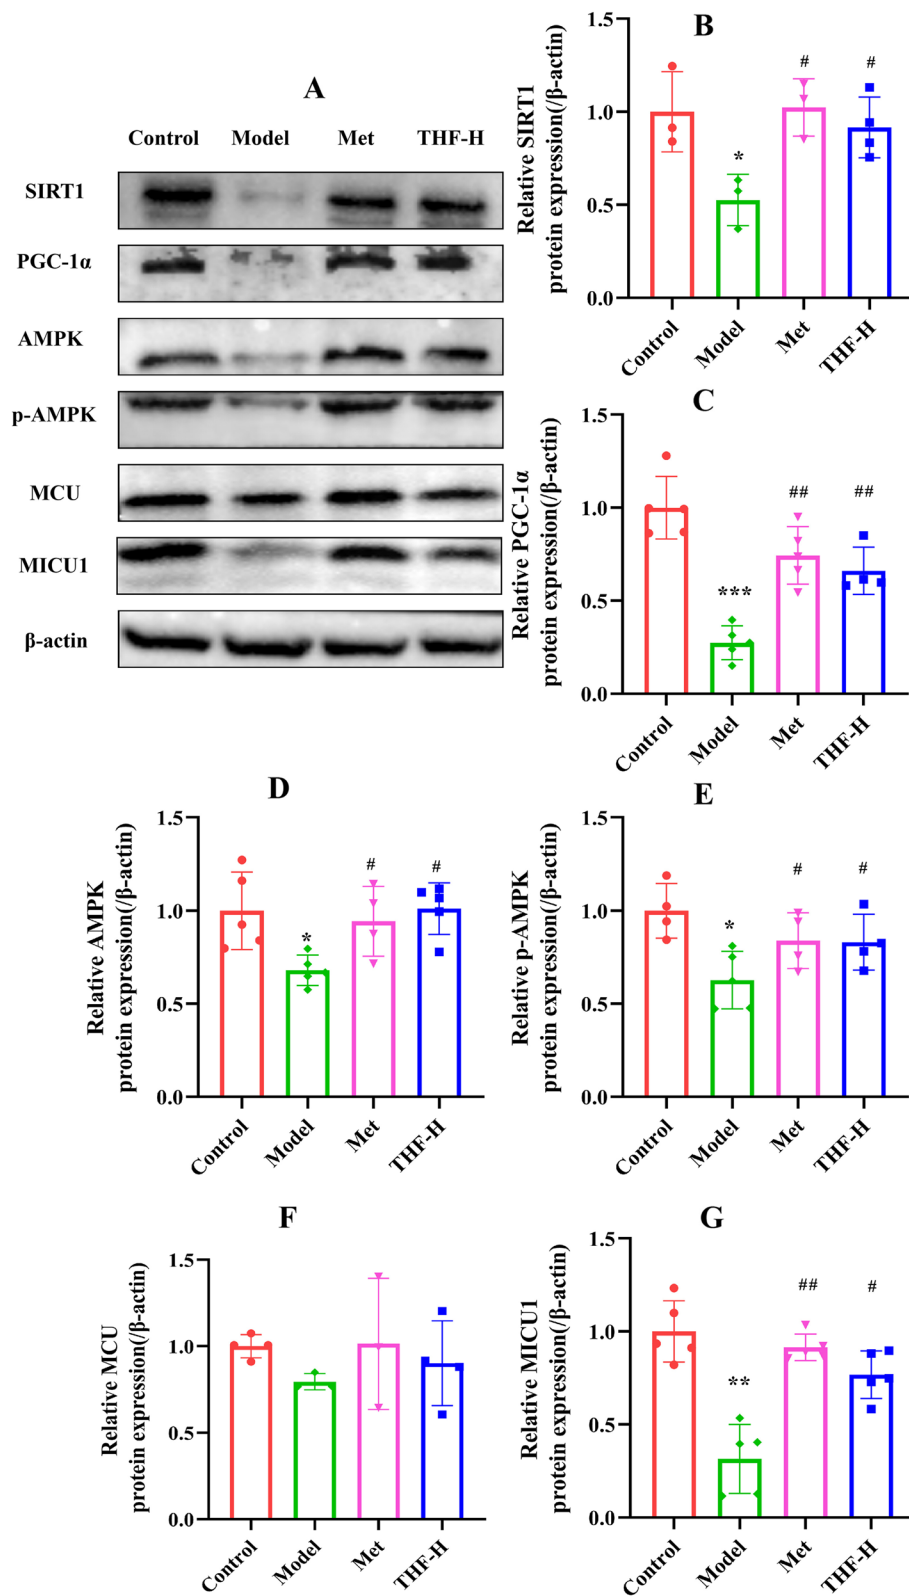 A
Control Model Met THF-H
SIRT1
PGC-1α
AMPK
p-AMPK
MCU
MICU1
β-actin
B
Relative SIRT1
protein expression(/β-actin)
1.5
1.0
0.5
0.0
*
#
#
Control
Model
Met
THF-H
C
Relative PGC-1α
protein expression(/β-actin)
1.5
1.0
0.5
0.0
***
##
##
Control
Model
Met
THF-H
D
Relative AMPK
protein expression(/β-actin)
1.5
1.0
0.5
0.0
*
#
#
Control
Model
Met
THF-H
E
Relative p-AMPK
protein expression(/β-actin)
1.5
1.0
0.5
0.0
*
#
#
Control
Model
Met
THF-H
F
Relative MCU
protein expression(/β-actin)
1.5
1.0
0.5
0.0
Control
Model
Met
THF-H
G
Relative MICU1
protein expression(/β-actin)
1.5
1.0
0.5
0.0
**
##
#
Control
Model
Met
THF-H